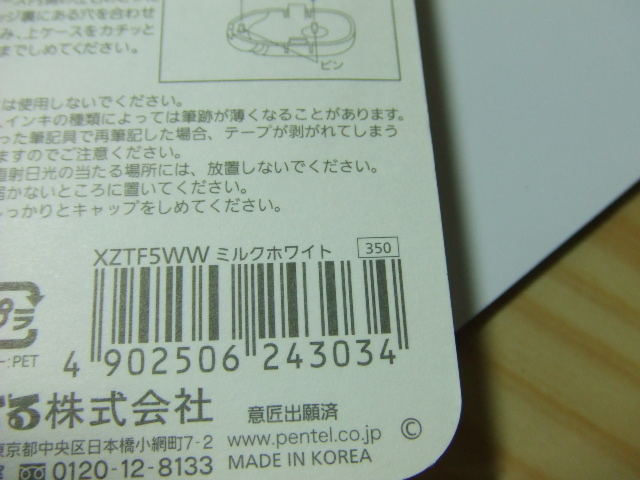 ッジ裏にある穴を合わせ
み、上ケースをカチッと
までしめてください。
ピン
は使用しないでください。
インキの種類によっては筆跡が薄くなることがあります。
った筆記具で再筆記した場合、テープが剥がれてしまう
ますのでご注意ください。
直射日光の当たる場所には、放置しないでください。
届かないところに置いてください。
しっかりとキャップをしめてください。
XZTF5WW ミルクホワイト 350
プラ
ー:PET
4 902506 243034
てる株式会社 意匠出願済
東京都中央区日本橋小網町7-2 www.pentel.co.jp ©
0120-12-8133 MADE IN KOREA